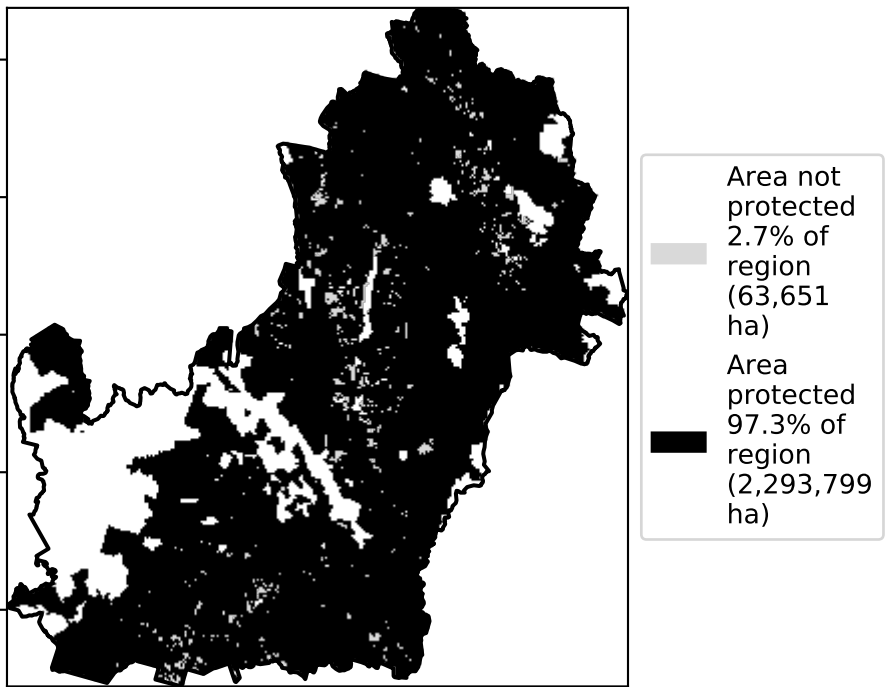 Area not
protected
2.7% of
region
(63,651
ha)
Area
protected
97.3% of
region
(2,293,799
ha)